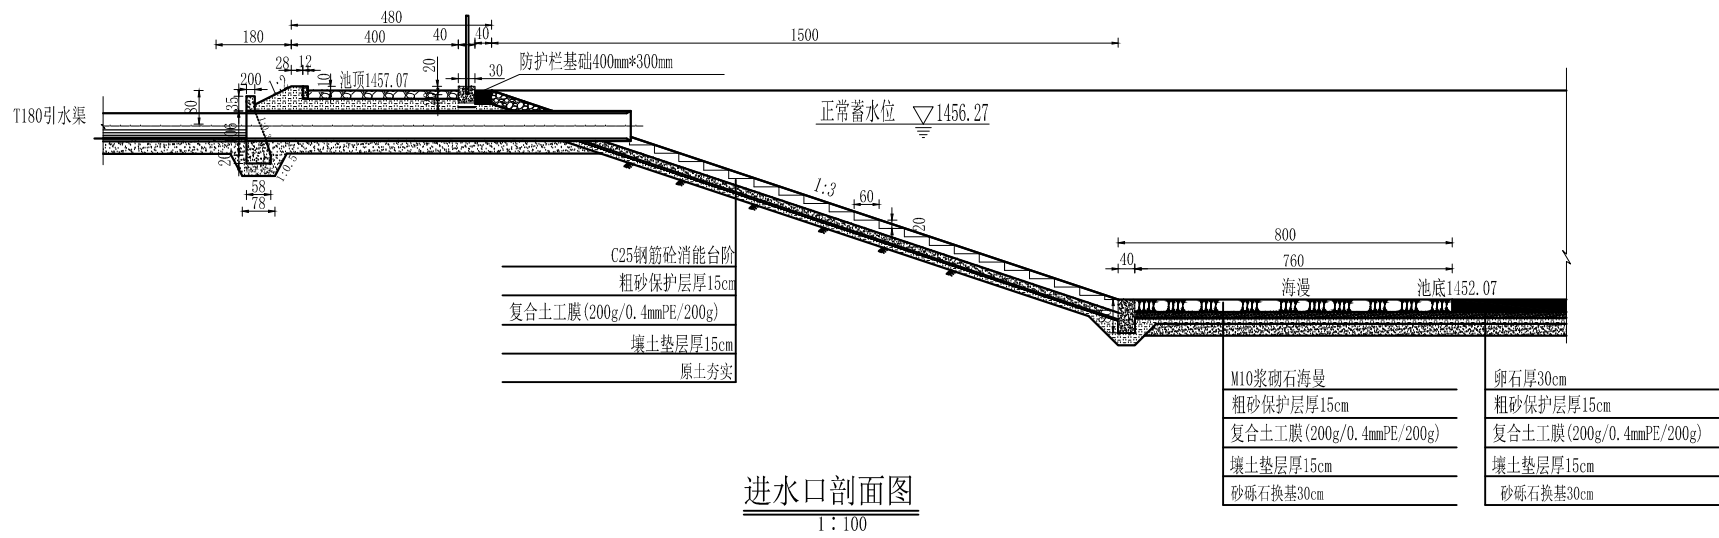 480
180
400
40
40
1500
28
12
200
1:2
10
池顶1457.07
20
30
防护栏基础400mm*300mm
80
35
T180引水渠
正常蓄水位
1456.27
20
1:0.5
58
78
1:3
60
20
C25钢筋砼消能台阶
粗砂保护层厚15cm
复合土工膜(200g/0.4mmPE/200g)
壤土垫层厚15cm
原土夯实
800
40
760
海漫
池底1452.07
M10浆砌石海曼
粗砂保护层厚15cm
复合土工膜(200g/0.4mmPE/200g)
壤土垫层厚15cm
砂砾石换基30cm
卵石厚30cm
粗砂保护层厚15cm
复合土工膜(200g/0.4mmPE/200g)
壤土垫层厚15cm
砂砾石换基30cm
进水口剖面图
1:100